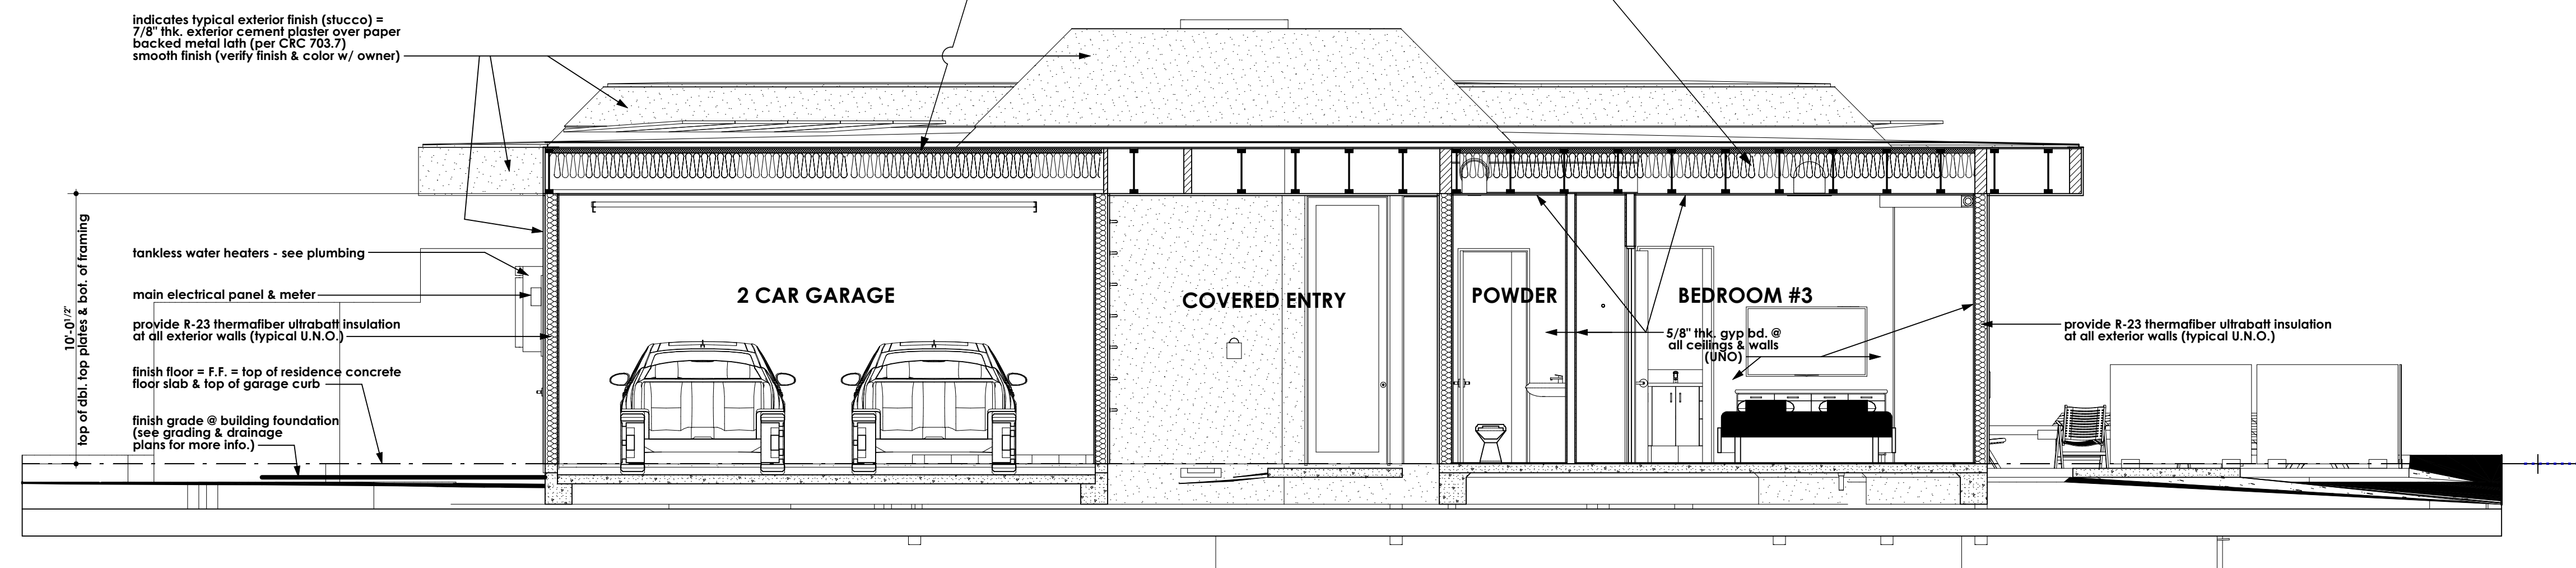 indicates typical exterior finish (stucco) =
7/8" thk. exterior cement plaster over paper
backed metal lath (per CRC 703.7)
smooth finish (verify finish & color w/ owner)
10'-0 1/2"
top of dbl. top plates & bot. of framing
tankless water heaters - see plumbing
main electrical panel & meter
provide R-23 thermafiber ultrabatt insulation
at all exterior walls (typical U.N.O.)
finish floor = F.F. = top of residence concrete
floor slab & top of garage curb
finish grade @ building foundation
(see grading & drainage
plans for more info.)
2 CAR GARAGE
COVERED ENTRY
POWDER
BEDROOM #3
5/8" thk. gyp bd. @
all ceilings & walls
(UNO)
provide R-23 thermafiber ultrabatt insulation
at all exterior walls (typical U.N.O.)